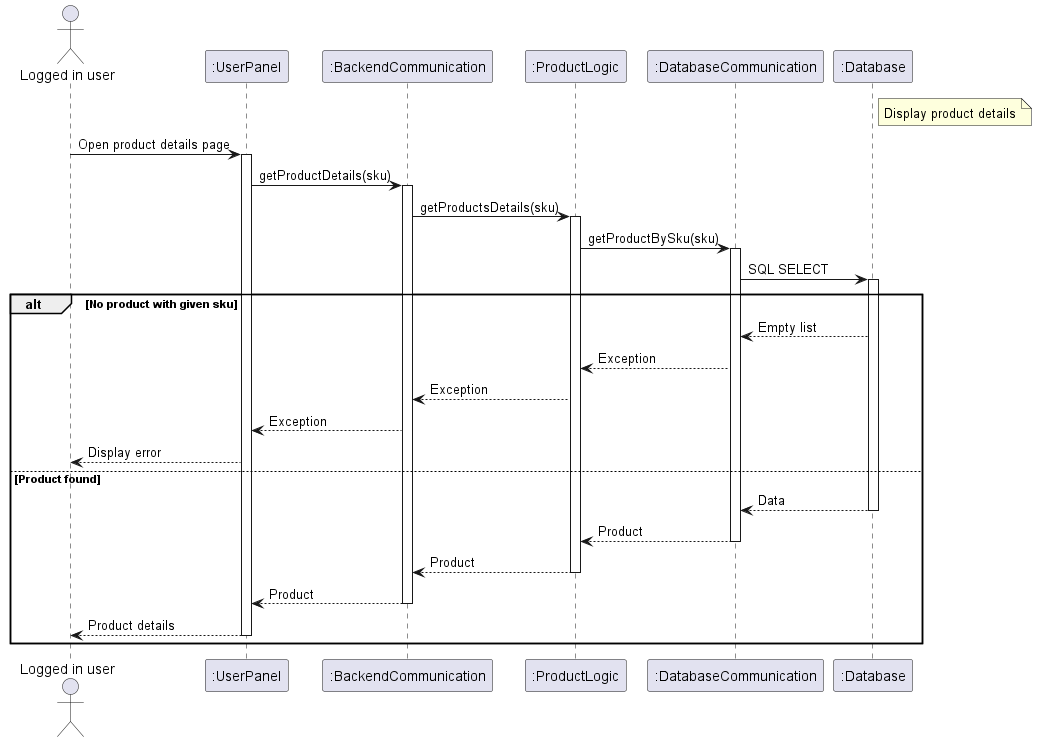 Logged in user
:UserPanel
:BackendCommunication
:ProductLogic
:DatabaseCommunication
:Database
Display product details
Open product details page
getProductDetails(sku)
getProductsDetails(sku)
getProductBySku(sku)
SQL SELECT
alt
[No product with given sku]
Empty list
Exception
Exception
Exception
Display error
[Product found]
Data
Product
Product
Product
Product details
Logged in user
:UserPanel
:BackendCommunication
:ProductLogic
:DatabaseCommunication
:Database